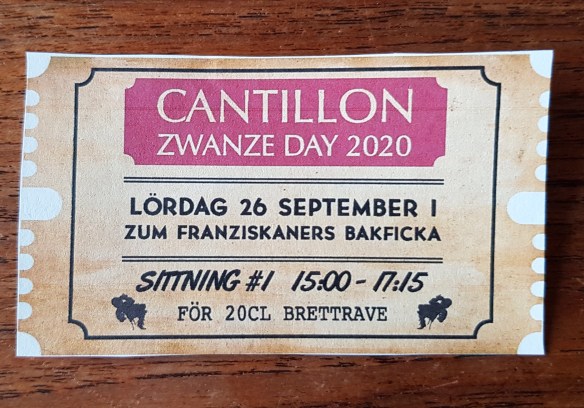 CANTILLON
ZWANZE DAY 2020
LÖRDAG 26 SEPTEMBER I
ZUM FRANZISKANERS BAKFICKA
SITTNING #1 15:00 - 17:15
FÖR 20CL BRETTRAVE